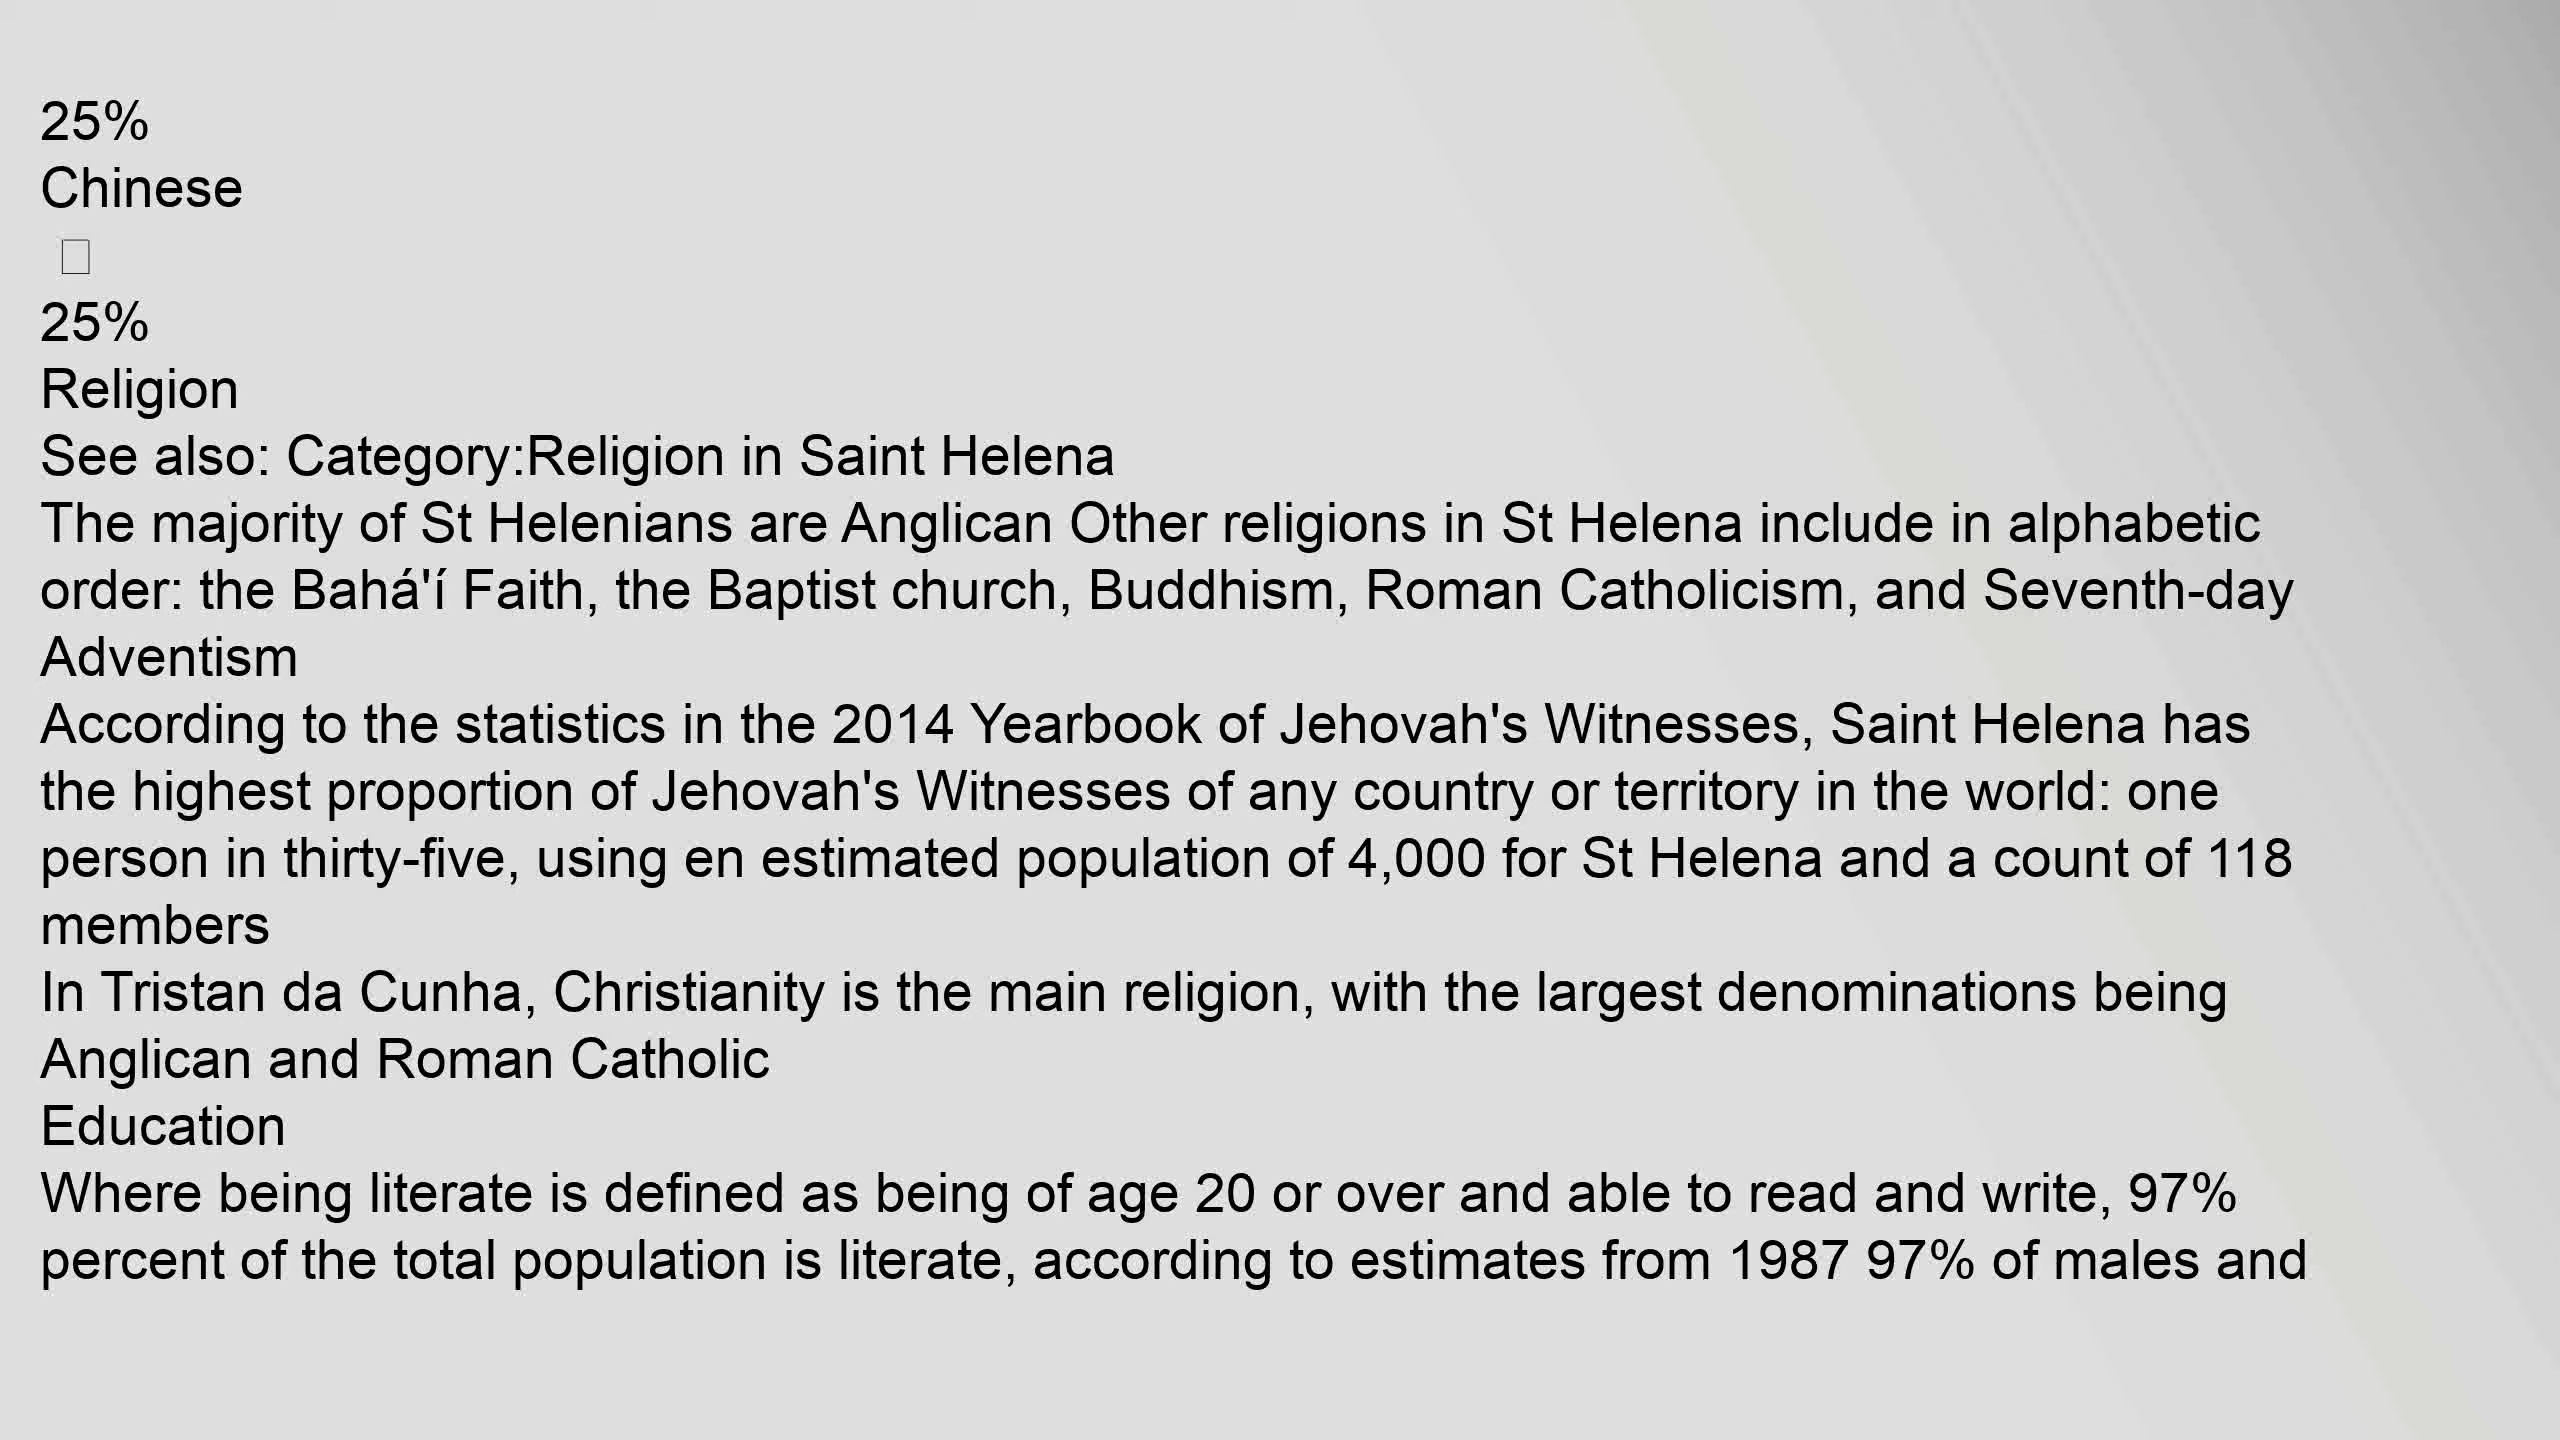 25%
Chinese
25%
Religion
See also: Category:Religion in Saint Helena
The majority of St Helenians are Anglican Other religions in St Helena include in alphabetic
order: the Bahá'í Faith, the Baptist church, Buddhism, Roman Catholicism, and Seventh-day
Adventism
According to the statistics in the 2014 Yearbook of Jehovah's Witnesses, Saint Helena has
the highest proportion of Jehovah's Witnesses of any country or territory in the world: one
person in thirty-five, using en estimated population of 4,000 for St Helena and a count of 118
members
In Tristan da Cunha, Christianity is the main religion, with the largest denominations being
Anglican and Roman Catholic
Education
Where being literate is defined as being of age 20 or over and able to read and write, 97%
percent of the total population is literate, according to estimates from 1987 97% of males and